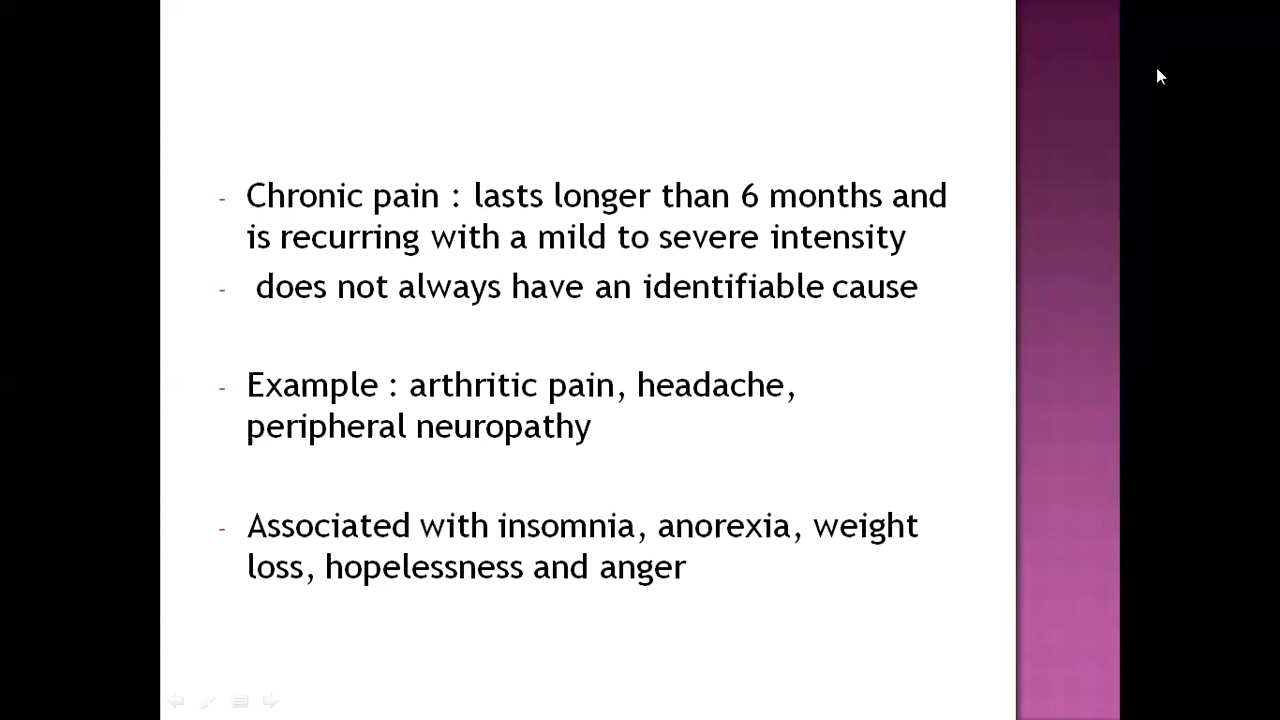 - Chronic pain : lasts longer than 6 months and
is recurring with a mild to severe intensity
- does not always have an identifiable cause
- Example : arthritic pain, headache,
peripheral neuropathy
- Associated with insomnia, anorexia, weight
loss, hopelessness and anger